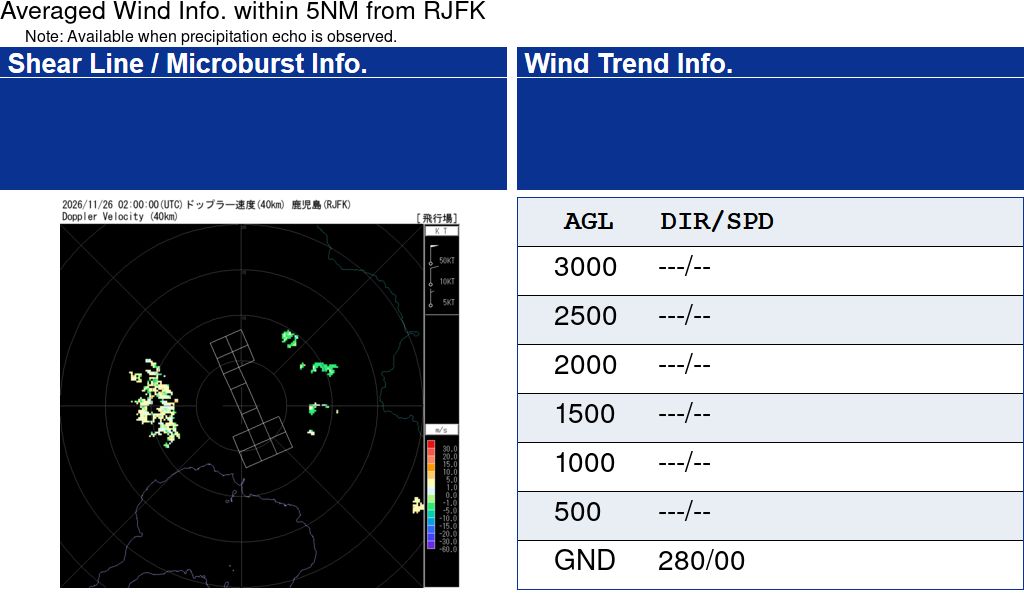 Averaged Wind Info. within 5NM from RJFK
Note: Available when precipitation echo is observed.
Shear Line / Microburst Info.
Wind Trend Info.
2026/11/26 02:00:00(UTC) ドップラー速度(40km) 鹿児島(RJFK)
Doppler Velocity (40km)
[飛行場]
KT
50KT
10KT
5KT
m/s
30.0
20.0
15.0
10.0
5.0
1.0
0.0
-1.0
-5.0
-10.0
-15.0
-20.0
-30.0
-60.0
AGL DIR/SPD
3000 ---/--
2500 ---/--
2000 ---/--
1500 ---/--
1000 ---/--
500 ---/--
GND 280/00